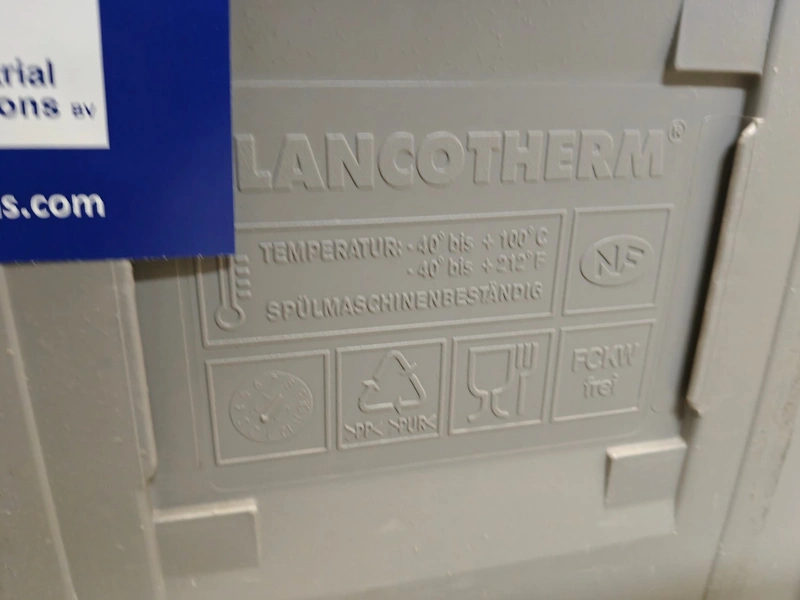 rial
ons BV
s.com
LANCOTHERM®
TEMPERATUR: -40° bis +100°C
-40° bis +212°F
SPÜLMASCHINENBESTÄNDIG
NF
>PP< >PUR<
FCKW
frei